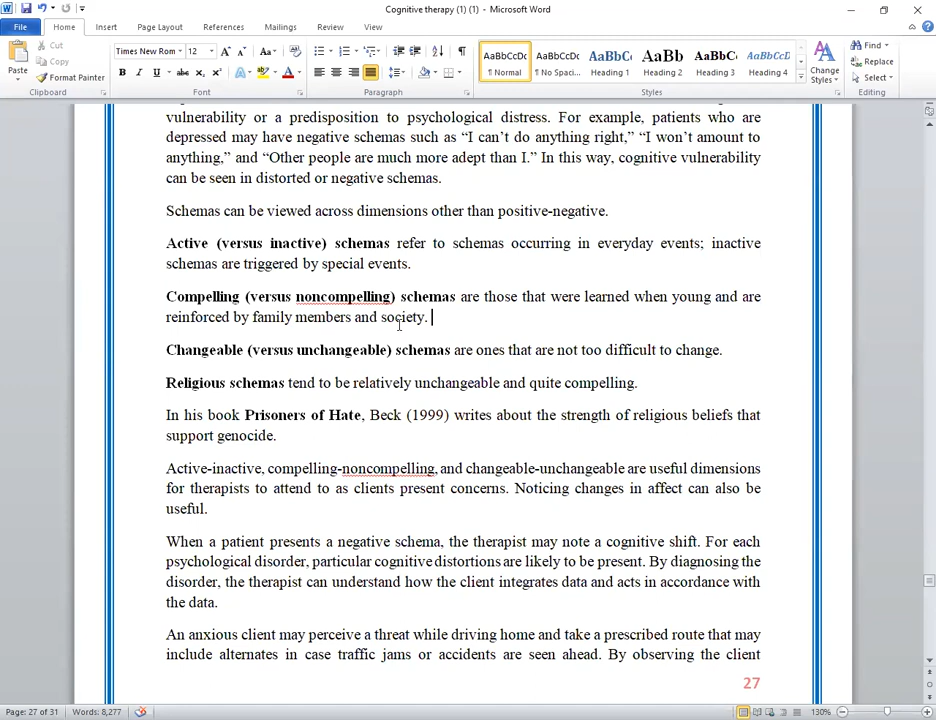 Cognitive therapy (1) (1) - Microsoft Word
File Home Insert Page Layout References Mailings Review View
Paste Cut Copy Format Painter Clipboard
Times New Rom 12 Font
Paragraph
AaBbCcDc AaBbCcDc AaBbC AaBb AaBbC AaBbCcD
¶ Normal ¶ No Spaci... Heading 1 Heading 2 Heading 3 Heading 4
Styles
Change Styles
Find Replace Select Editing
vulnerability or a predisposition to psychological distress. For example, patients who are
depressed may have negative schemas such as “I can’t do anything right,” “I won’t amount to
anything,” and “Other people are much more adept than I.” In this way, cognitive vulnerability
can be seen in distorted or negative schemas.
Schemas can be viewed across dimensions other than positive-negative.
Active (versus inactive) schemas refer to schemas occurring in everyday events; inactive
schemas are triggered by special events.
Compelling (versus noncompelling) schemas are those that were learned when young and are
reinforced by family members and society.
Changeable (versus unchangeable) schemas are ones that are not too difficult to change.
Religious schemas tend to be relatively unchangeable and quite compelling.
In his book Prisoners of Hate, Beck (1999) writes about the strength of religious beliefs that
support genocide.
Active-inactive, compelling-noncompelling, and changeable-unchangeable are useful dimensions
for therapists to attend to as clients present concerns. Noticing changes in affect can also be
useful.
When a patient presents a negative schema, the therapist may note a cognitive shift. For each
psychological disorder, particular cognitive distortions are likely to be present. By diagnosing the
disorder, the therapist can understand how the client integrates data and acts in accordance with
the data.
An anxious client may perceive a threat while driving home and take a prescribed route that may
include alternates in case traffic jams or accidents are seen ahead. By observing the client
27
Page: 27 of 31 Words: 8,277 130%